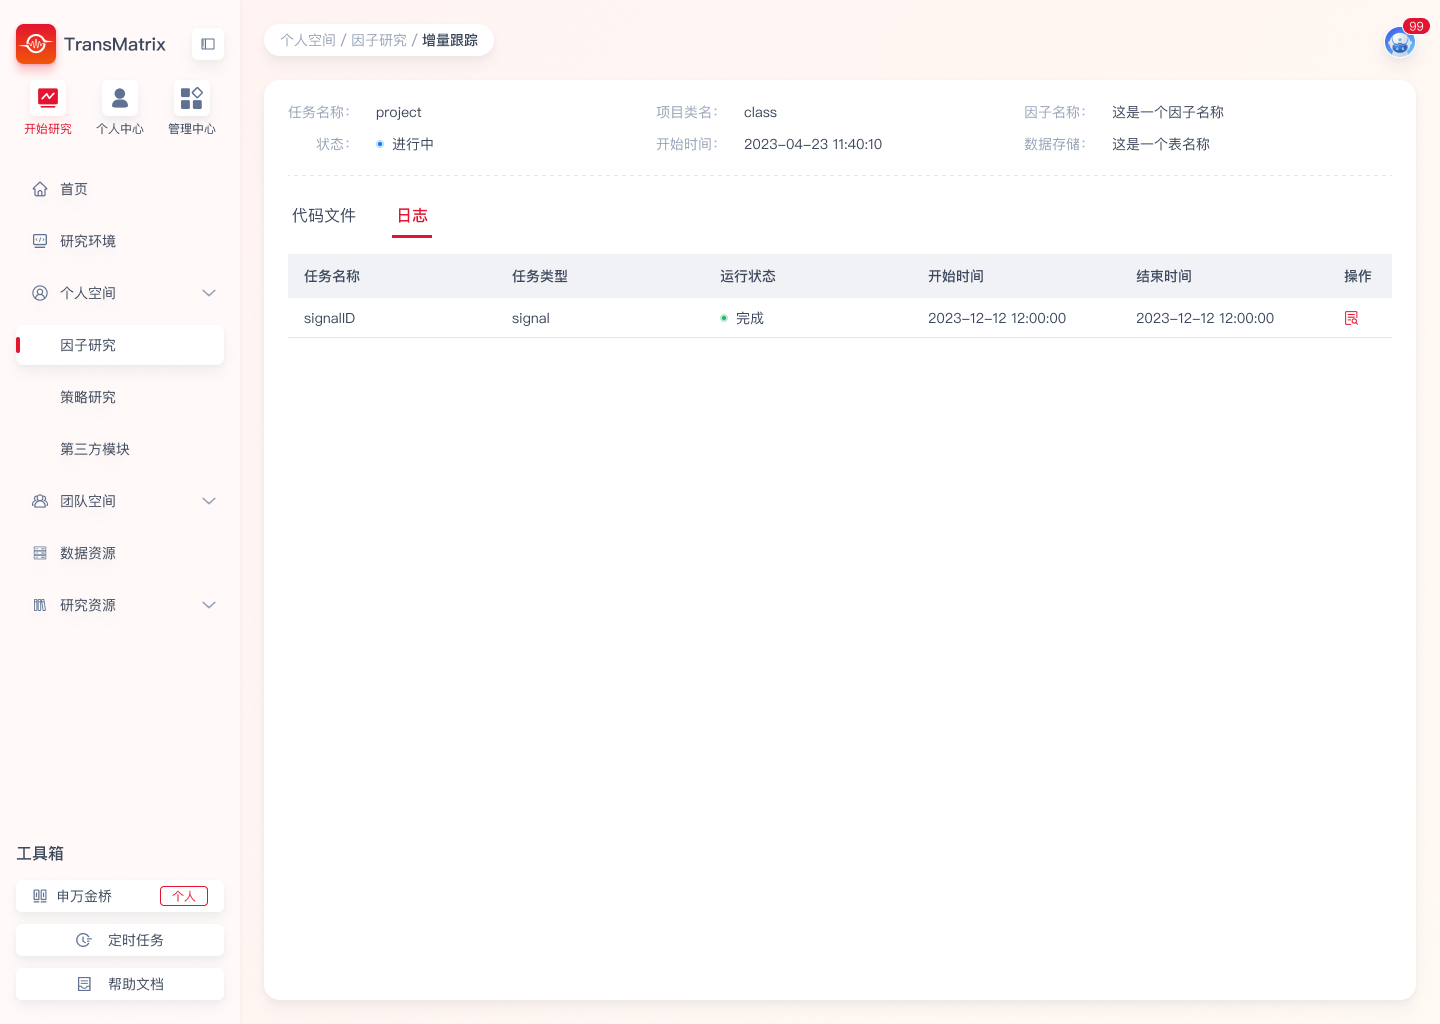 TransMatrix
开始研究 个人中心 管理中心
首页
研究环境
个人空间
因子研究
策略研究
第三方模块
团队空间
数据资源
研究资源
工具箱
申万金桥 个人
定时任务
帮助文档
个人空间 / 因子研究 / 增量跟踪
99
任务名称： project 项目类名： class 因子名称： 这是一个因子名称
状态： 进行中 开始时间： 2023-04-23 11:40:10 数据存储： 这是一个表名称
代码文件 日志
任务名称 任务类型 运行状态 开始时间 结束时间 操作
signalID signal 完成 2023-12-12 12:00:00 2023-12-12 12:00:00